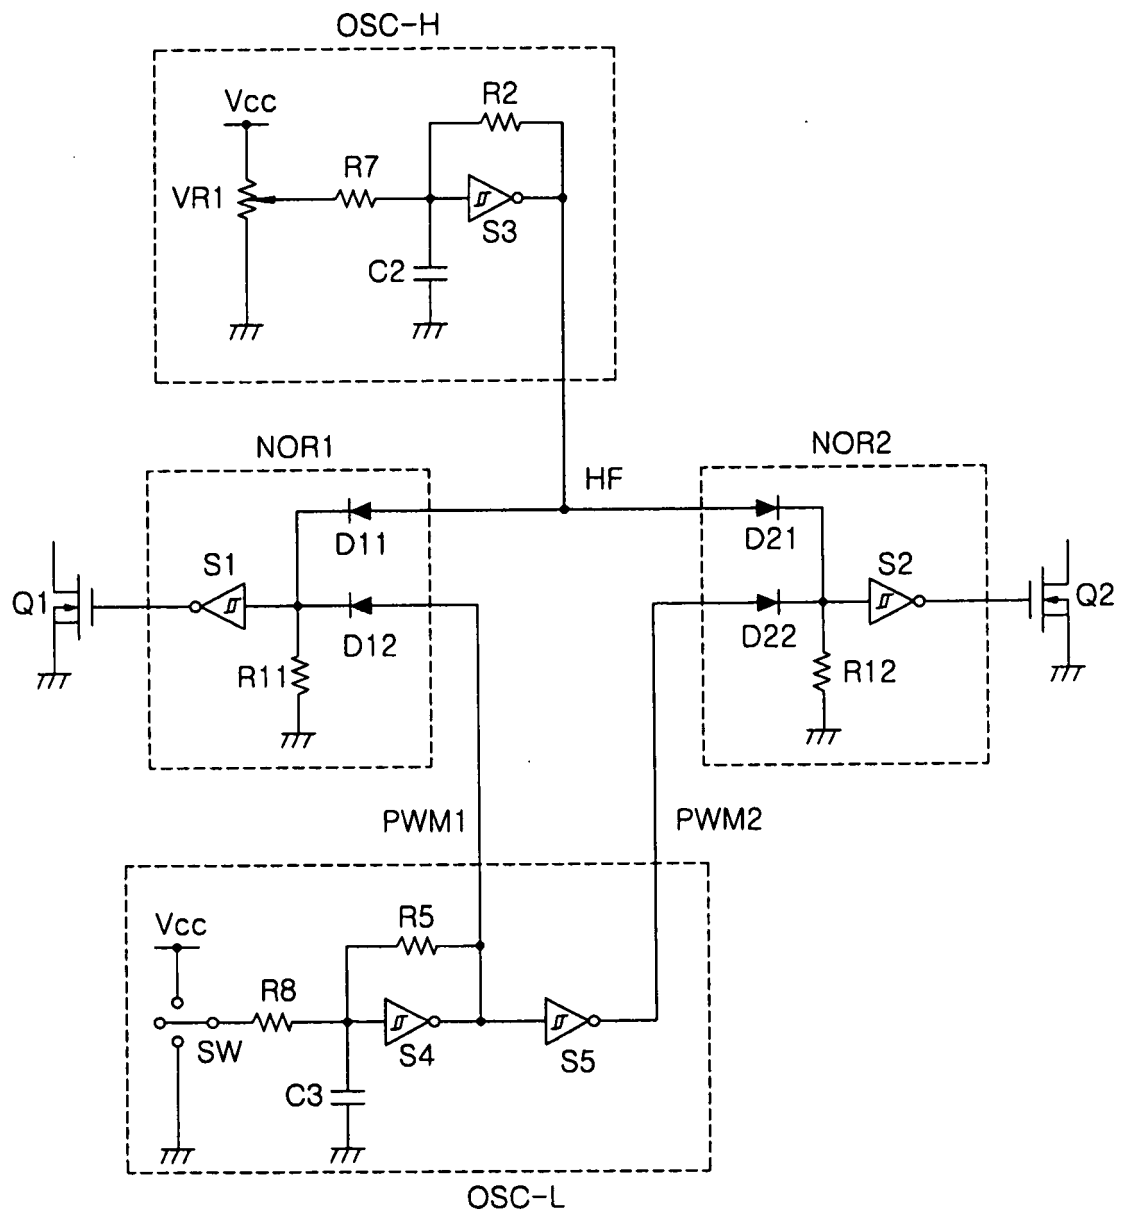 OSC-H
Vcc
R2
R7
VR1
S3
C2
NOR1
NOR2
HF
D11
D21
S1
S2
Q1
Q2
D12
D22
R11
R12
PWM1
PWM2
Vcc
R5
R8
SW
S4
S5
C3
OSC-L